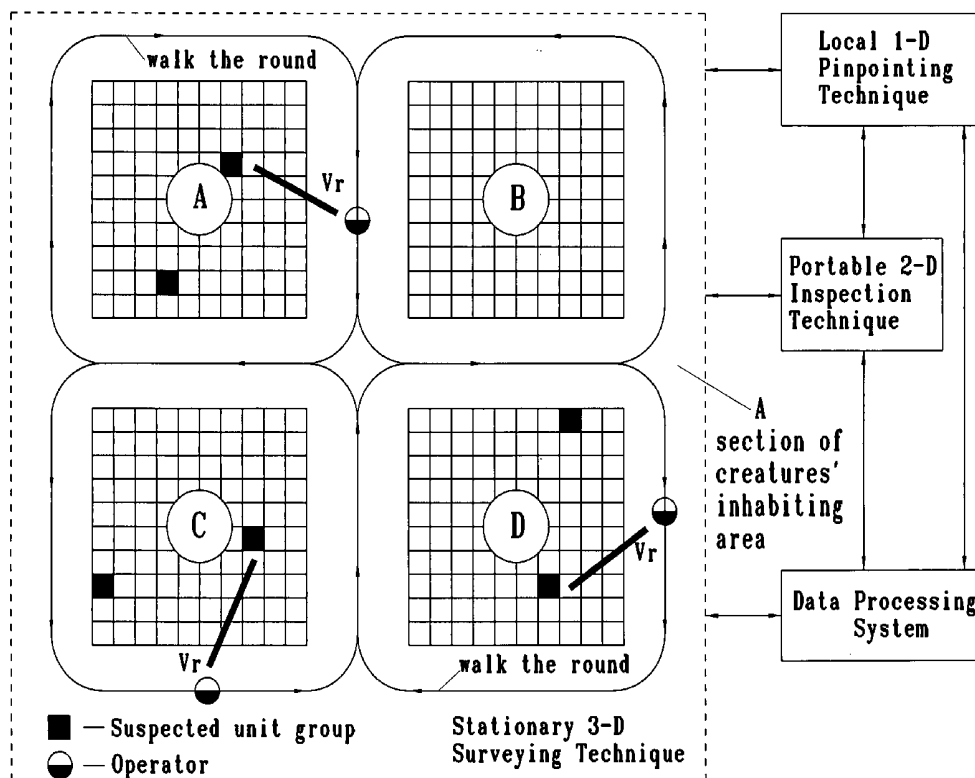 walk the round
A
Vr
B
C
Vr
D
Vr
walk the round
■ — Suspected unit group
— Operator
Stationary 3-D
Surveying Technique
A
section of
creatures'
inhabiting
area
Local 1-D
Pinpointing
Technique
Portable 2-D
Inspection
Technique
Data Processing
System